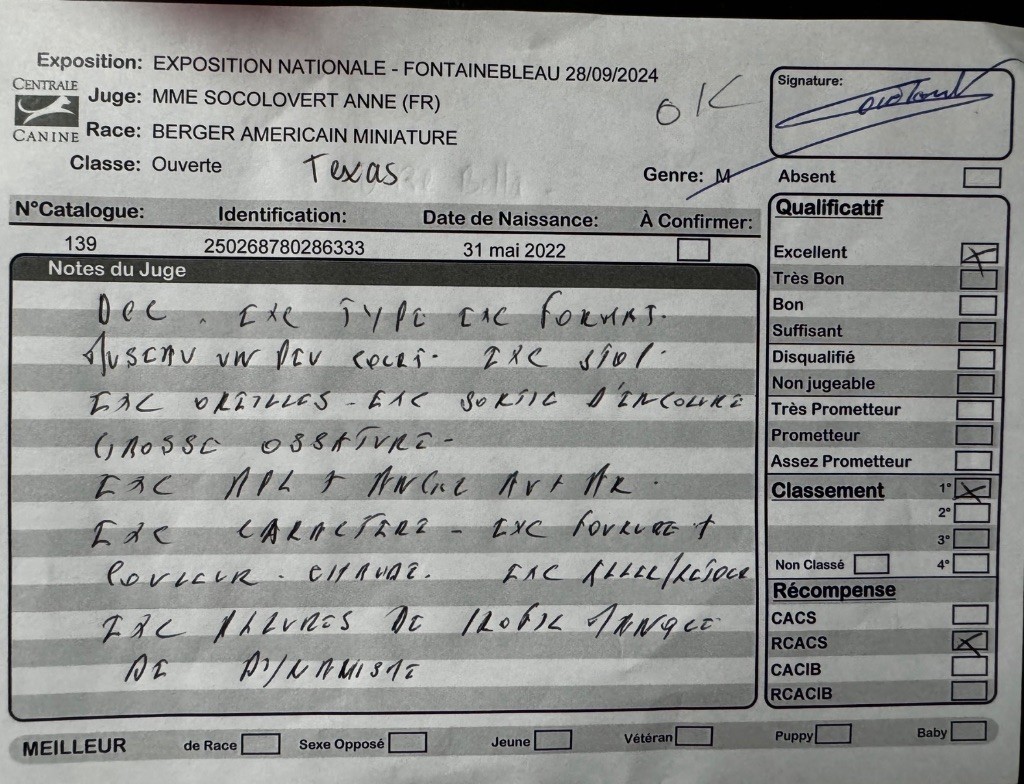 Exposition: EXPOSITION NATIONALE - FONTAINEBLEAU 28/09/2024
CENTRALE
CANINE
Juge: MME SOCOLOVERT ANNE (FR)
Race: BERGER AMERICAIN MINIATURE
Classe: Ouverte
Texas
OK
Genre: M
Signature:
Absent
N°Catalogue: Identification: Date de Naissance: À Confirmer:
139 250268780286333 31 mai 2022
Notes du Juge
DCC. EXC TYPE EXC FORMAT.
MUSEAU UN PEU COURT. EXC STOP.
EXC OREILLES - EXC SORTIE D'ENCOLURE
GROSSE OSSATURE -
EXC APL + ANGUL AV + AR.
EXC CARACTERE - EXC FOURRURE +
COULEUR. EXC ALLER/RETOUR
EXC ALLURES DE PROFIL MANQUE
DE DYNAMISME
Qualificatif
Excellent
Très Bon
Bon
Suffisant
Disqualifié
Non jugeable
Très Prometteur
Prometteur
Assez Prometteur
Classement 1°
2°
3°
Non Classé 4°
Récompense
CACS
RCACS
CACIB
RCACIB
MEILLEUR de Race Sexe Opposé Jeune Vétéran Puppy Baby